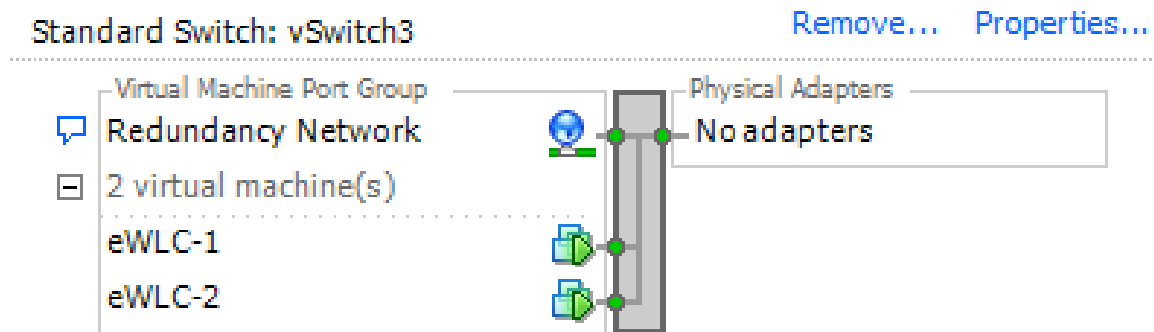 Standard Switch: vSwitch3 Remove... Properties...
Virtual Machine Port Group Physical Adapters
Redundancy Network No adapters
2 virtual machine(s)
eWLC-1
eWLC-2